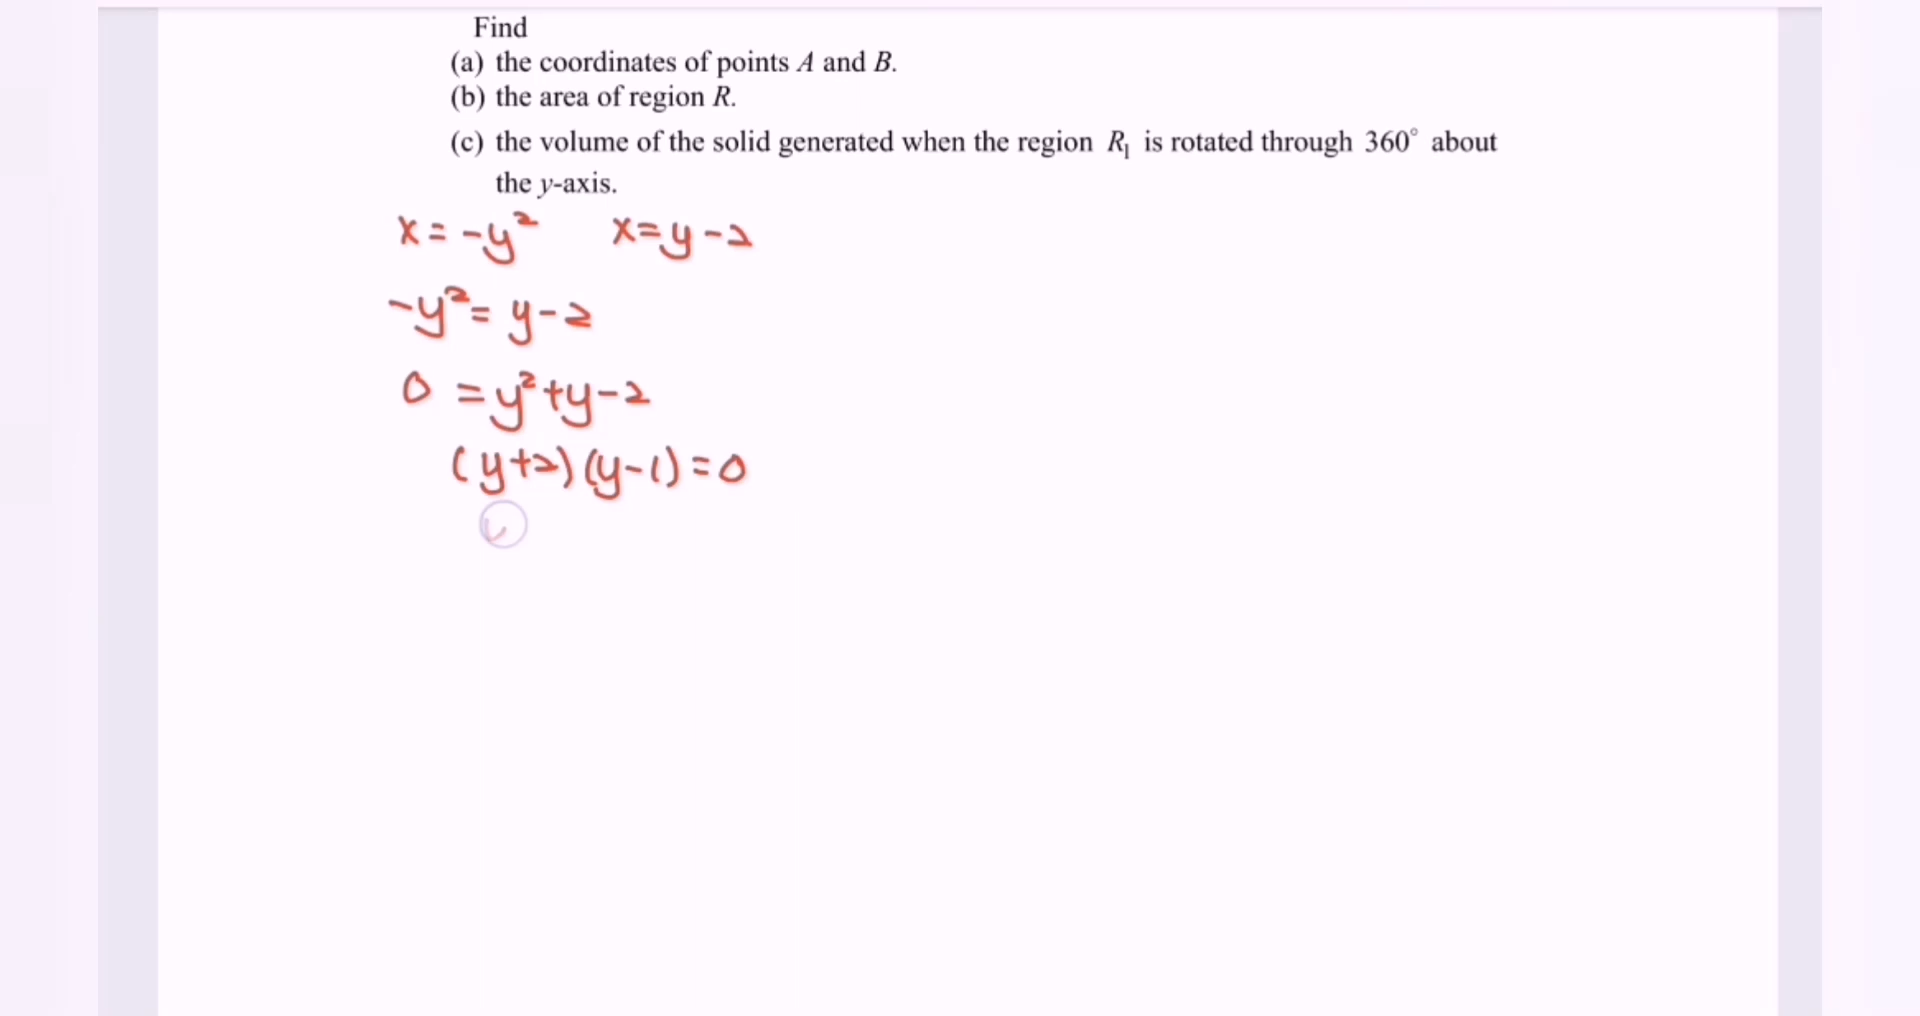 Find
(a) the coordinates of points A and B.
(b) the area of region R.
(c) the volume of the solid generated when the region R₁ is rotated through 360° about
the y-axis.
x = -y² x=y-2
-y² = y-2
0 = y²+y-2
(y+2)(y-1)=0